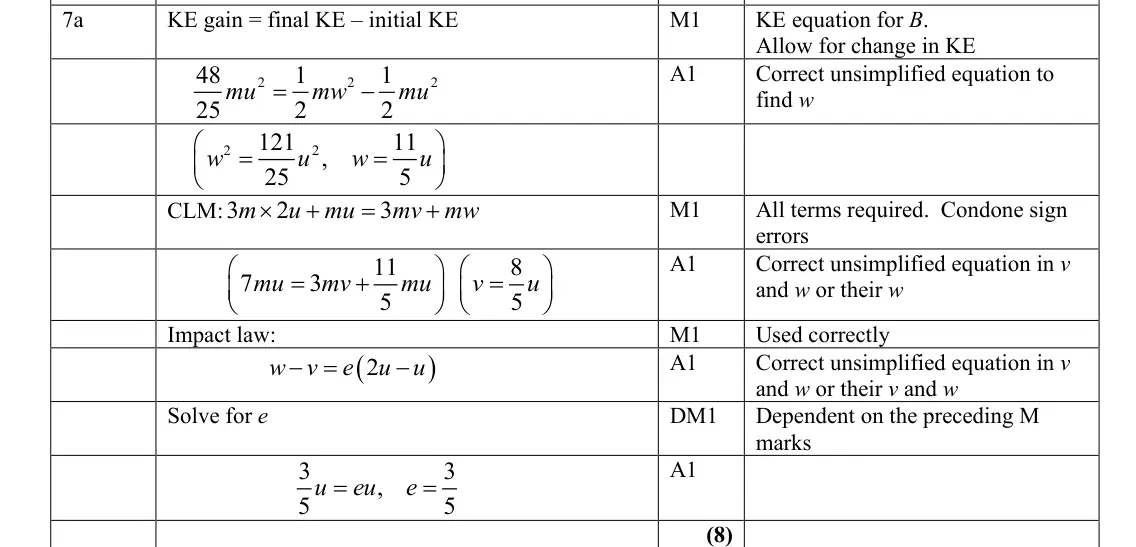 7a KE gain = final KE – initial KE M1 KE equation for B.
Allow for change in KE
48/25 mu² = 1/2 mw² − 1/2 mu² A1 Correct unsimplified equation to
find w
(w² = 121/25 u², w = 11/5 u)
CLM: 3m × 2u + mu = 3mv + mw M1 All terms required. Condone sign
errors
(7mu = 3mv + 11/5 mu) (v = 8/5 u) A1 Correct unsimplified equation in v
and w or their w
Impact law: M1 Used correctly
w − v = e(2u − u) A1 Correct unsimplified equation in v
and w or their v and w
Solve for e DM1 Dependent on the preceding M
marks
3/5 u = eu, e = 3/5 A1
(8)